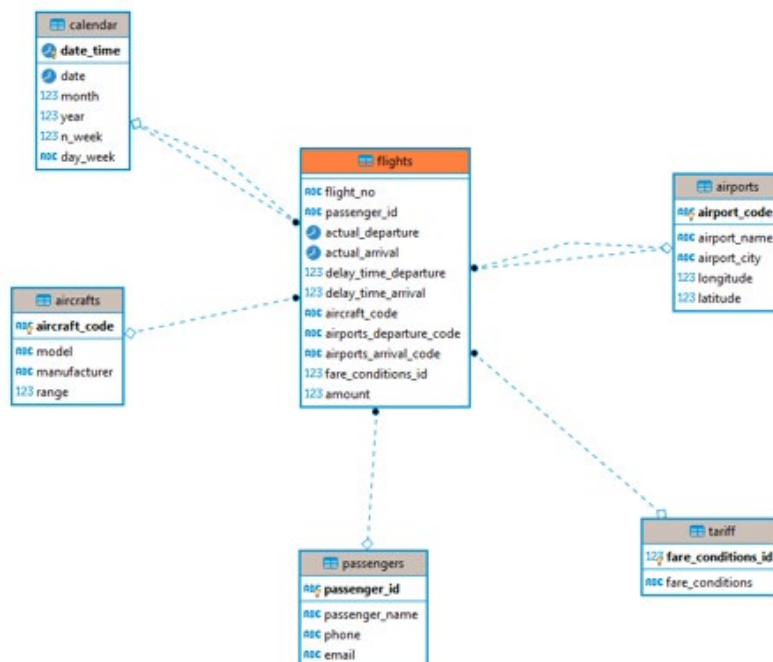 calendar
date_time
date
123 month
123 year
123 n_week
ABC day_week
flights
ABC flight_no
ABC passenger_id
actual_departure
actual_arrival
123 delay_time_departure
123 delay_time_arrival
ABC aircraft_code
ABC airports_departure_code
ABC airports_arrival_code
123 fare_conditions_id
123 amount
airports
ABC airport_code
ABC airport_name
ABC airport_city
123 longitude
123 latitude
aircrafts
ABC aircraft_code
ABC model
ABC manufacturer
123 range
tariff
123 fare_conditions_id
ABC fare_conditions
passengers
ABC passenger_id
ABC passenger_name
ABC phone
ABC email